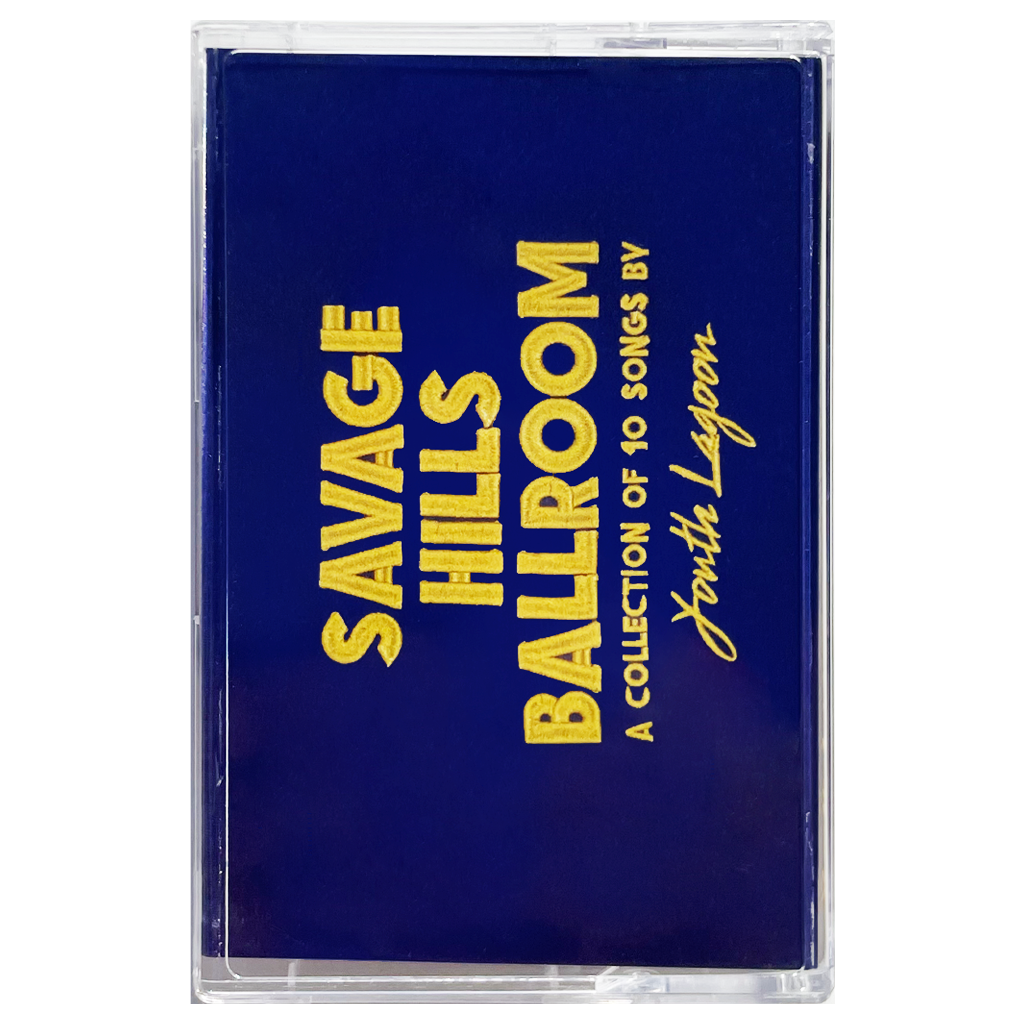 SAVAGE
HILLS
BALLROOM
A COLLECTION OF 10 SONGS BY
Youth Lagoon